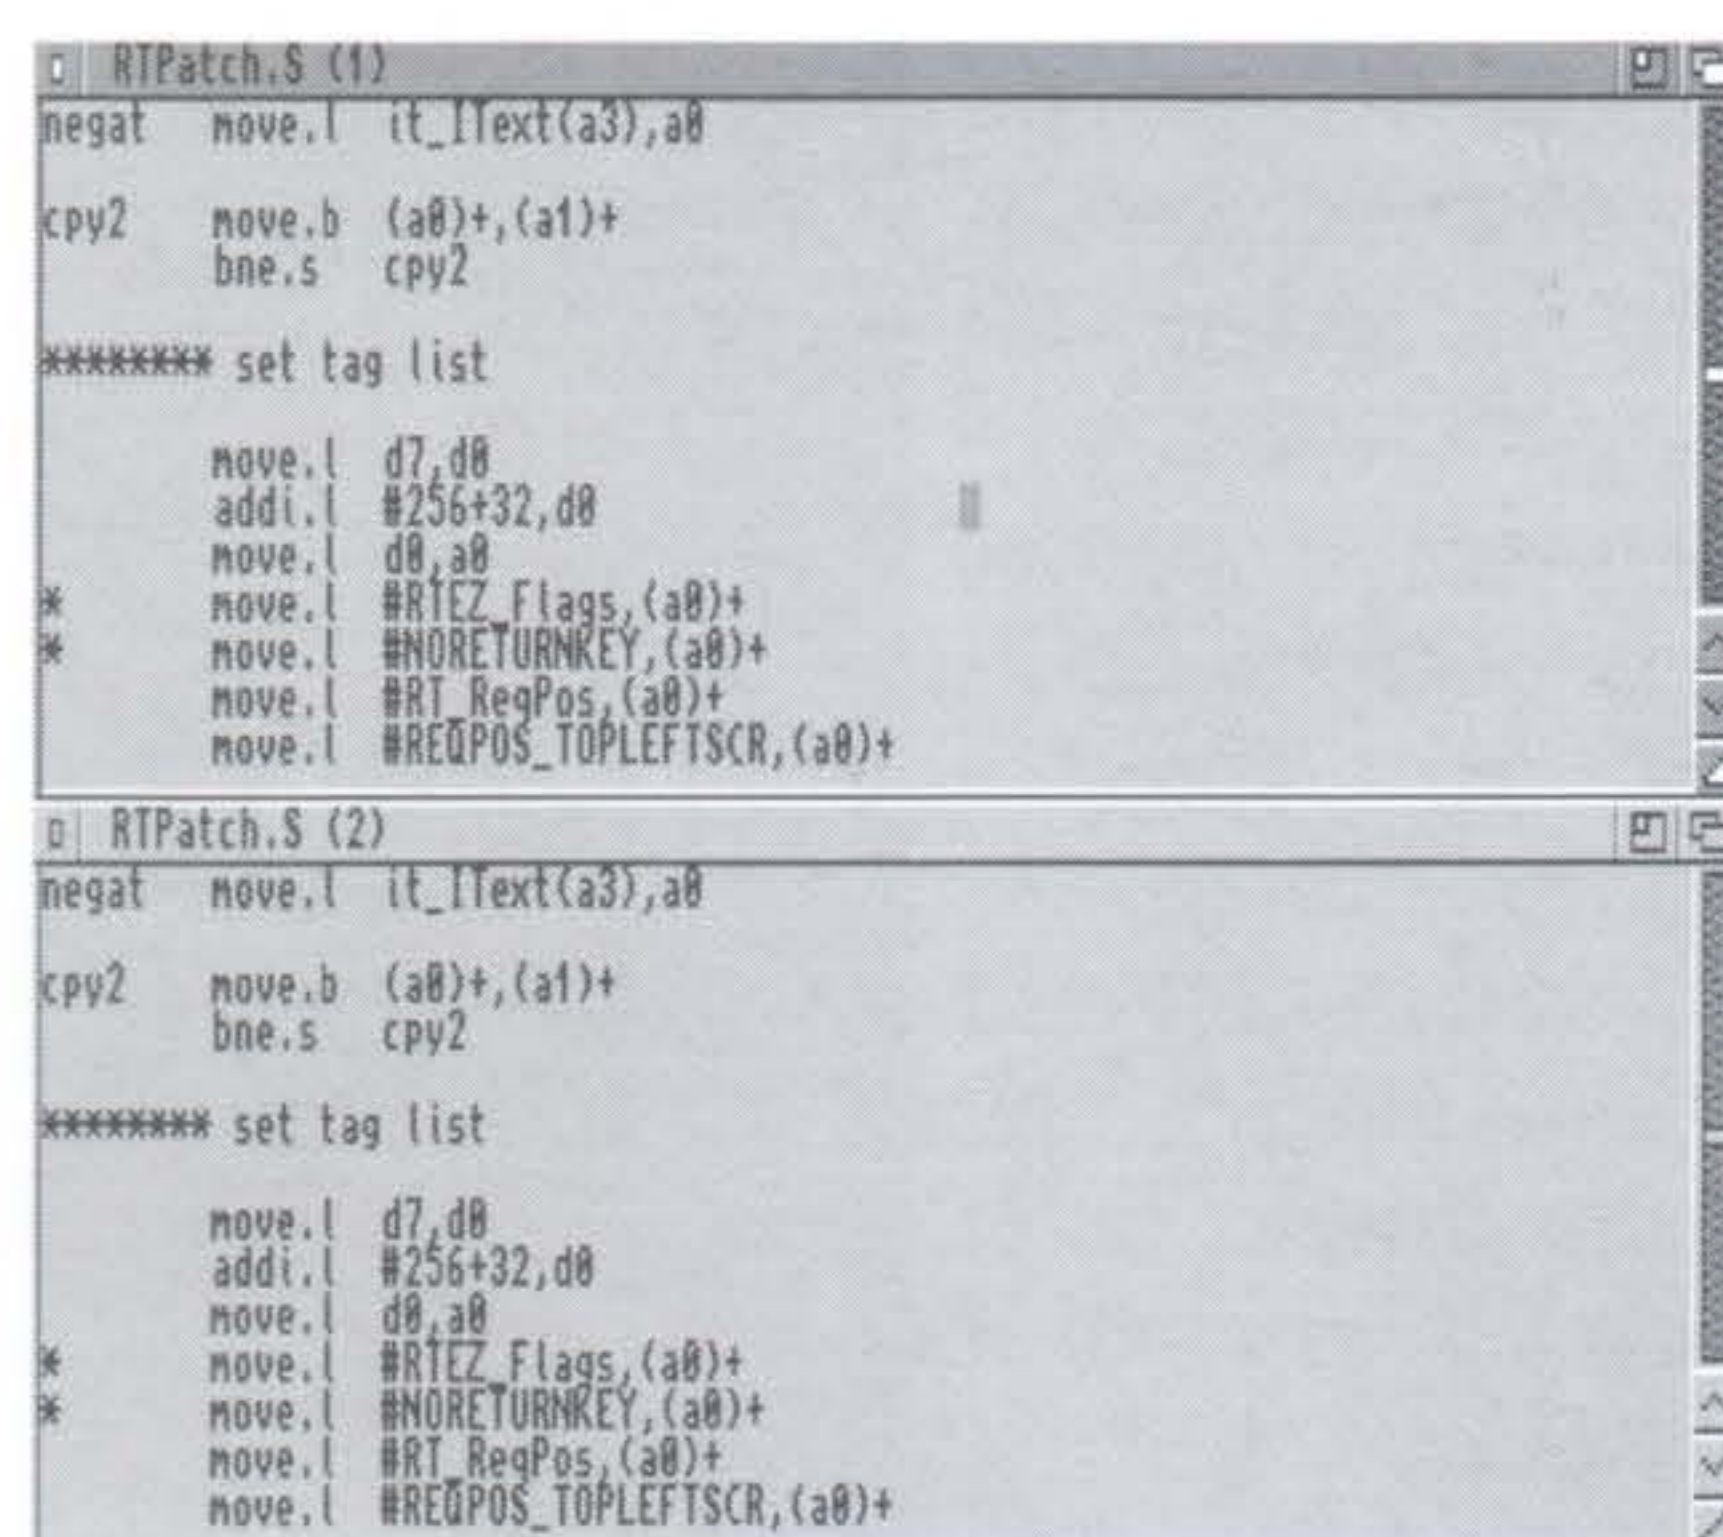 RTPatch.S (1)
negat move.l it_IText(a3),a0
cpy2 move.b (a0)+,(a1)+
bne.s cpy2
******** set tag list
move.l d7,d0
addi.l #256+32,d0
move.l d0,a0
* move.l #RTEZ_Flags,(a0)+
* move.l #NORETURNKEY,(a0)+
move.l #RT_ReqPos,(a0)+
move.l #REQPOS_TOPLEFTSCR,(a0)+
RTPatch.S (2)
negat move.l it_IText(a3),a0
cpy2 move.b (a0)+,(a1)+
bne.s cpy2
******** set tag list
move.l d7,d0
addi.l #256+32,d0
move.l d0,a0
* move.l #RTEZ_Flags,(a0)+
* move.l #NORETURNKEY,(a0)+
move.l #RT_ReqPos,(a0)+
move.l #REQPOS_TOPLEFTSCR,(a0)+